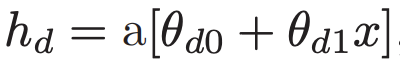 h_d = a[θ_{d0} + θ_{d1}x],